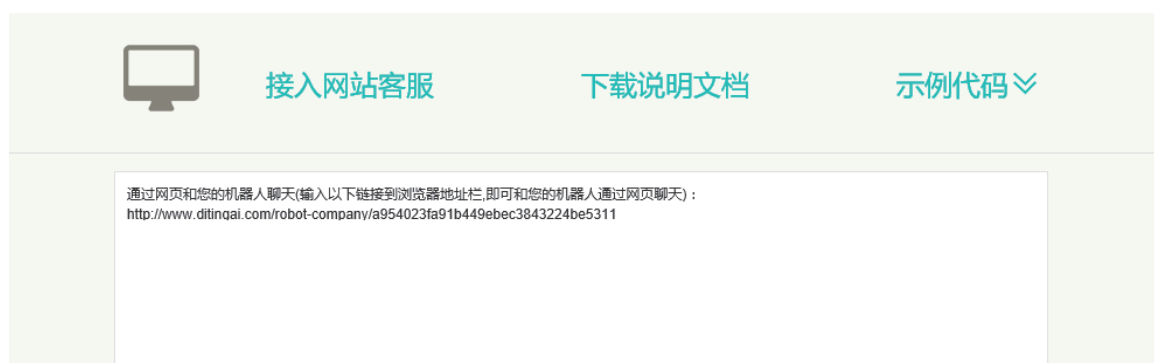 接入网站客服 下载说明文档 示例代码
通过网页和您的机器人聊天(输入以下链接到浏览器地址栏,即可和您的机器人通过网页聊天)：
http://www.ditingai.com/robot-company/a954023fa91b449ebec3843224be5311